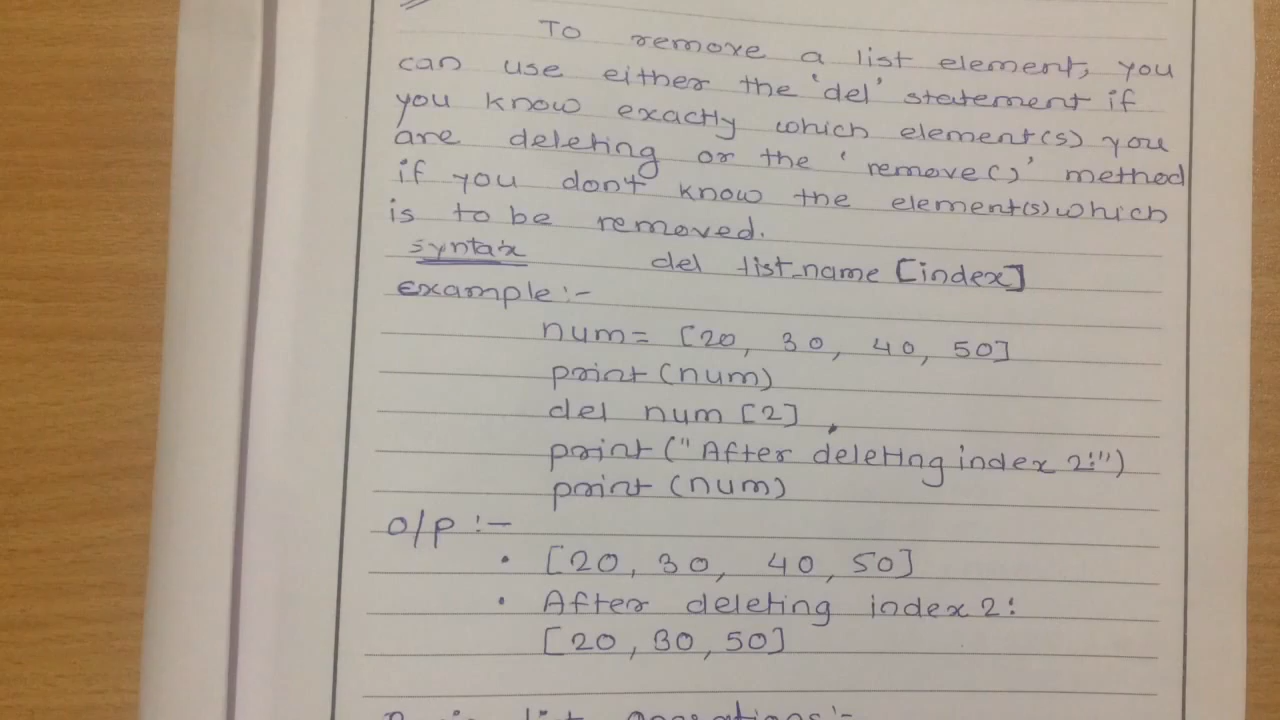 To remove a list element, you
can use either the 'del' statement if
you know exactly which element(s) you
are deleting or the 'remove()' method
if you don't know the element(s) which
is to be removed.
syntax del list_name [index]
Example:-
num= [20, 30, 40, 50]
print (num)
del num [2]
print ("After deleting index 2:")
print (num)
o/p :-
• [20, 30, 40, 50]
• After deleting index 2:
[20, 30, 50]
list operations:-